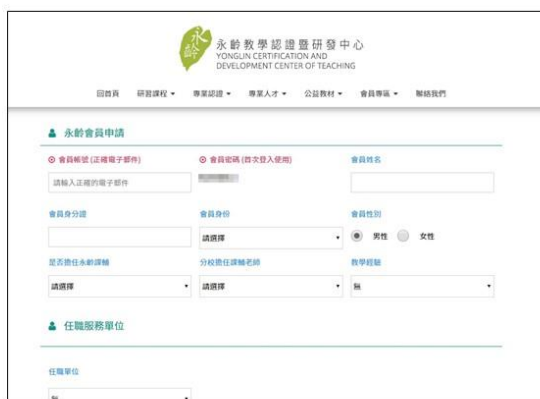 永齡
永齡教學認證暨研發中心
YONGLIN CERTIFICATION AND
DEVELOPMENT CENTER OF TEACHING
回首頁 研習課程 專業認證 專業人才 公益教材 會員專區 聯絡我們
永齡會員申請
會員帳號 (正確電子郵件) 會員密碼 (首次登入使用) 會員姓名
請輸入正確的電子郵件
會員身分證 會員身份 會員性別
請選擇 男性 女性
是否擔任永齡課輔 分校擔任課輔老師 教學經驗
請選擇 請選擇 無
任職服務單位
任職單位
無